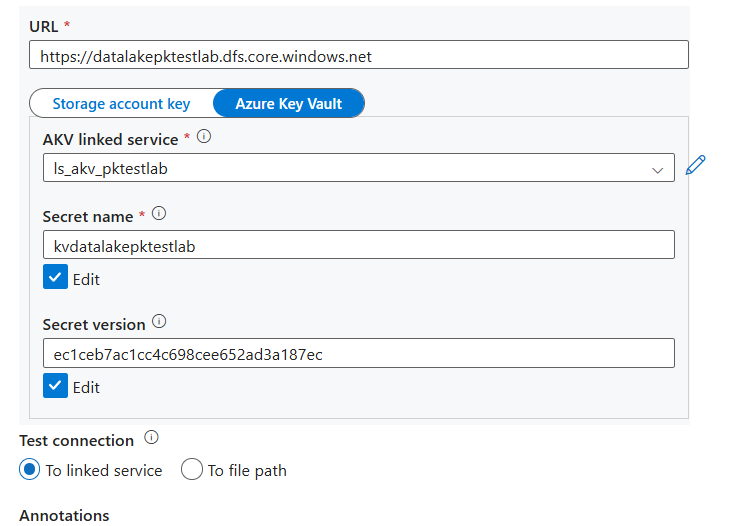 URL *
https://datalakepktestlab.dfs.core.windows.net
Storage account key
Azure Key Vault
AKV linked service *
ls_akv_pktestlab
Secret name *
kvdatalakepktestlab
Edit
Secret version
ec1ceb7ac1cc4c698cee652ad3a187ec
Edit
Test connection
To linked service
To file path
Annotations